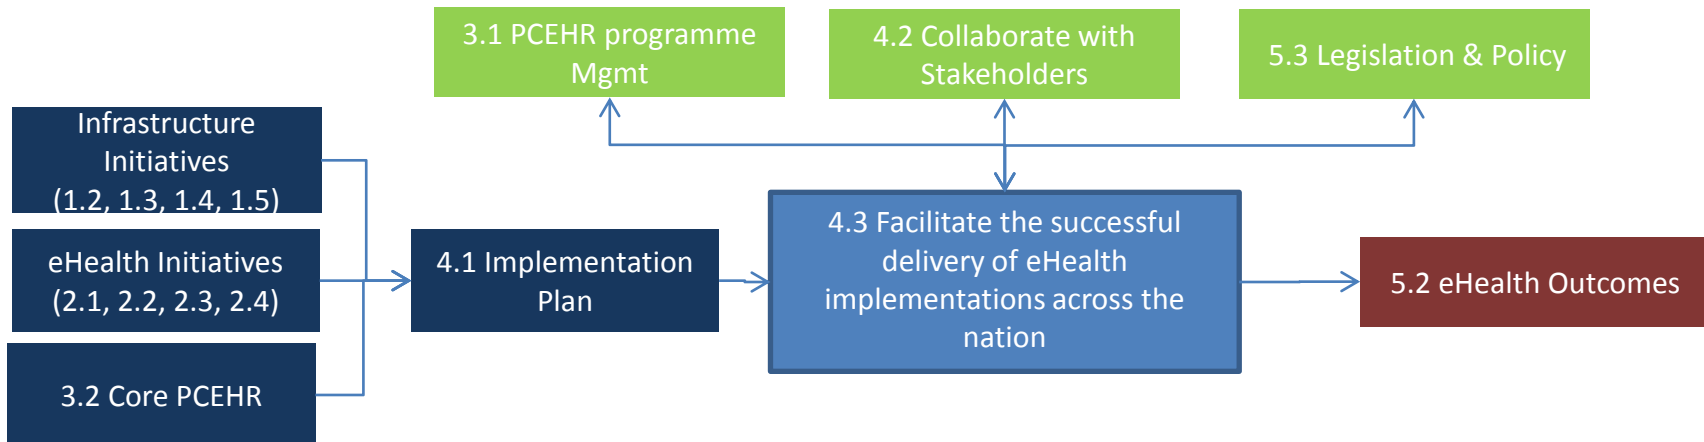 3.1 PCEHR programme
Mgmt
4.2 Collaborate with
Stakeholders
5.3 Legislation & Policy
Infrastructure
Initiatives
(1.2, 1.3, 1.4, 1.5)
eHealth Initiatives
(2.1, 2.2, 2.3, 2.4)
3.2 Core PCEHR
4.1 Implementation
Plan
4.3 Facilitate the successful
delivery of eHealth
implementations across the
nation
5.2 eHealth Outcomes